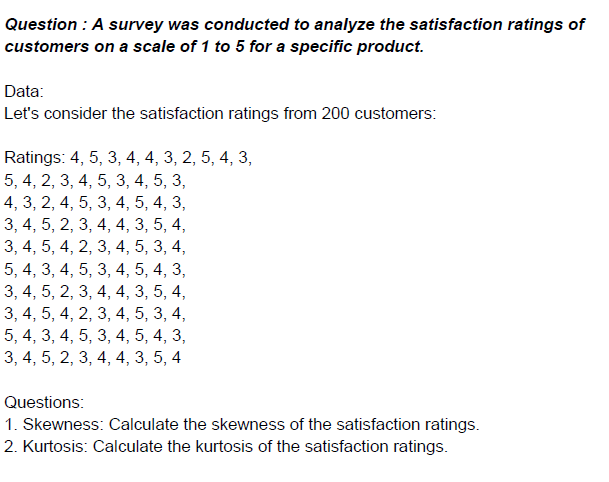 Question : A survey was conducted to analyze the satisfaction ratings of
customers on a scale of 1 to 5 for a specific product.
Data:
Let's consider the satisfaction ratings from 200 customers:
Ratings: 4, 5, 3, 4, 4, 3, 2, 5, 4, 3,
5, 4, 2, 3, 4, 5, 3, 4, 5, 3,
4, 3, 2, 4, 5, 3, 4, 5, 4, 3,
3, 4, 5, 2, 3, 4, 4, 3, 5, 4,
3, 4, 5, 4, 2, 3, 4, 5, 3, 4,
5, 4, 3, 4, 5, 3, 4, 5, 4, 3,
3, 4, 5, 2, 3, 4, 4, 3, 5, 4,
3, 4, 5, 4, 2, 3, 4, 5, 3, 4,
5, 4, 3, 4, 5, 3, 4, 5, 4, 3,
3, 4, 5, 2, 3, 4, 4, 3, 5, 4
Questions:
1. Skewness: Calculate the skewness of the satisfaction ratings.
2. Kurtosis: Calculate the kurtosis of the satisfaction ratings.